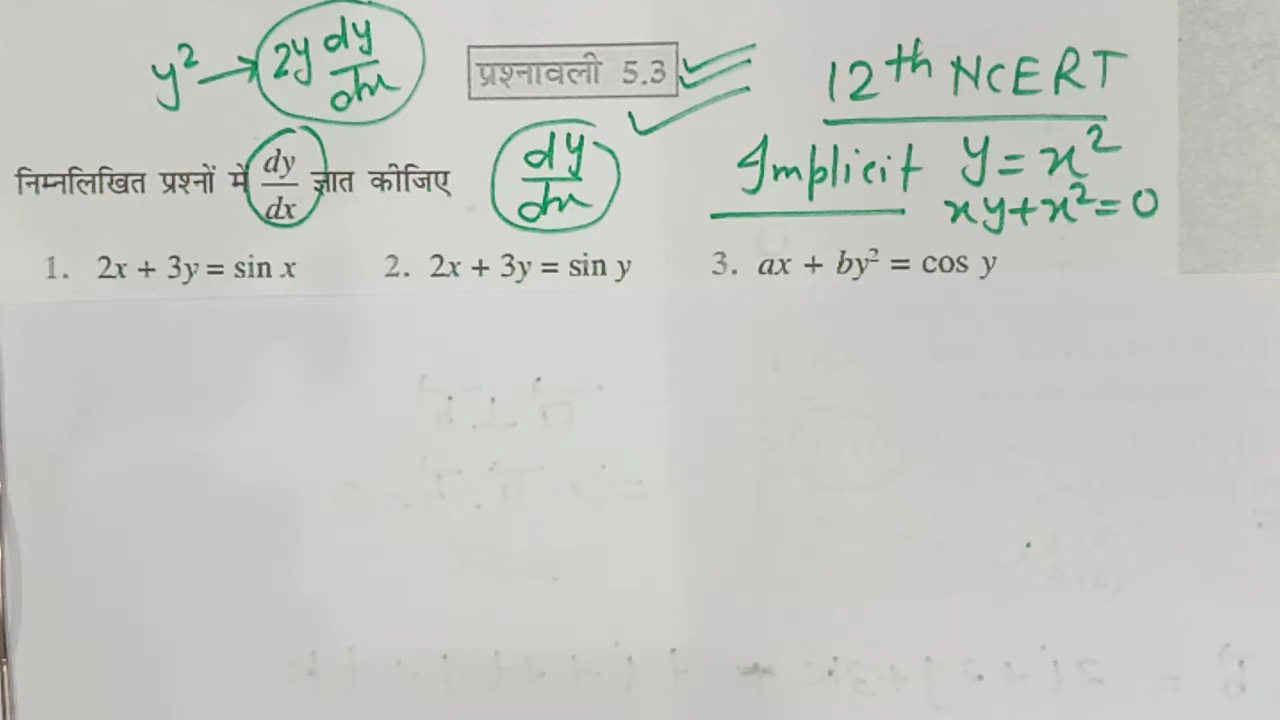 y² → 2y dy/dx
प्रश्नावली 5.3
12th NCERT
निम्नलिखित प्रश्नों में dy/dx ज्ञात कीजिए
dy/dx
Implicit y = x²
xy + x² = 0
1. 2x + 3y = sin x 2. 2x + 3y = sin y 3. ax + by² = cos y